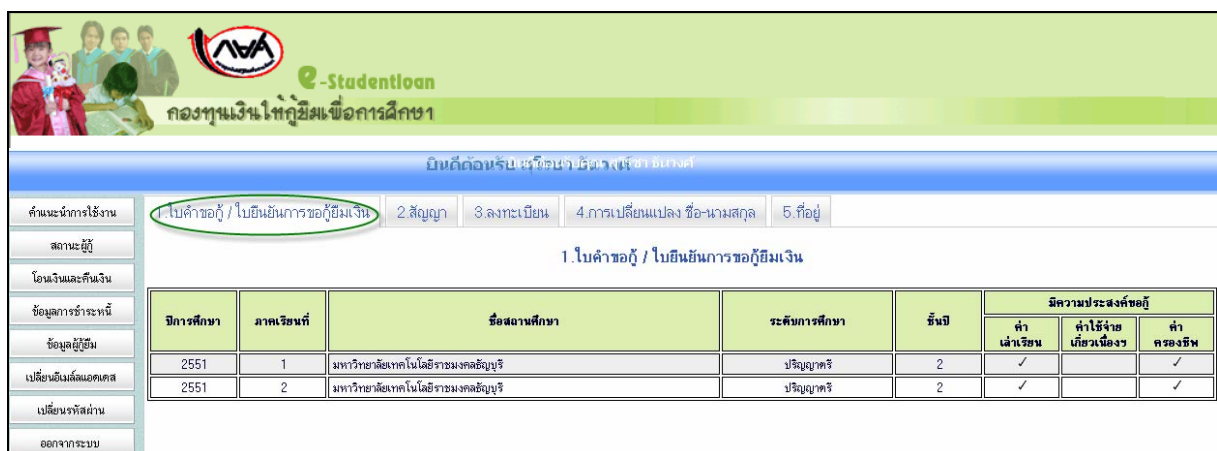 กยศ
e-Studentloan
กองทุนเงินให้กู้ยืมเพื่อการศึกษา
ยินดีต้อนรับ
คำแนะนำการใช้งาน
สถานะผู้กู้
โอนเงินและคืนเงิน
ข้อมูลการชำระหนี้
ข้อมูลผู้กู้ยืม
เปลี่ยนอีเมล์แอดเดส
เปลี่ยนรหัสผ่าน
ออกจากระบบ
1.ใบคำขอกู้ / ใบยืนยันการขอกู้ยืมเงิน 2.สัญญา 3.ลงทะเบียน 4.การเปลี่ยนแปลง ชื่อ-นามสกุล 5.ที่อยู่
1.ใบคำขอกู้ / ใบยืนยันการขอกู้ยืมเงิน
ปีการศึกษา ภาคเรียนที่ ชื่อสถานศึกษา ระดับการศึกษา ชั้นปี มีความประสงค์ขอกู้
ค่า ค่าใช้จ่าย ค่า
เล่าเรียน เกี่ยวเนื่องฯ ครองชีพ
2551 1 มหาวิทยาลัยเทคโนโลยีราชมงคลธัญบุรี ปริญญาตรี 2 ✓ ✓
2551 2 มหาวิทยาลัยเทคโนโลยีราชมงคลธัญบุรี ปริญญาตรี 2 ✓ ✓